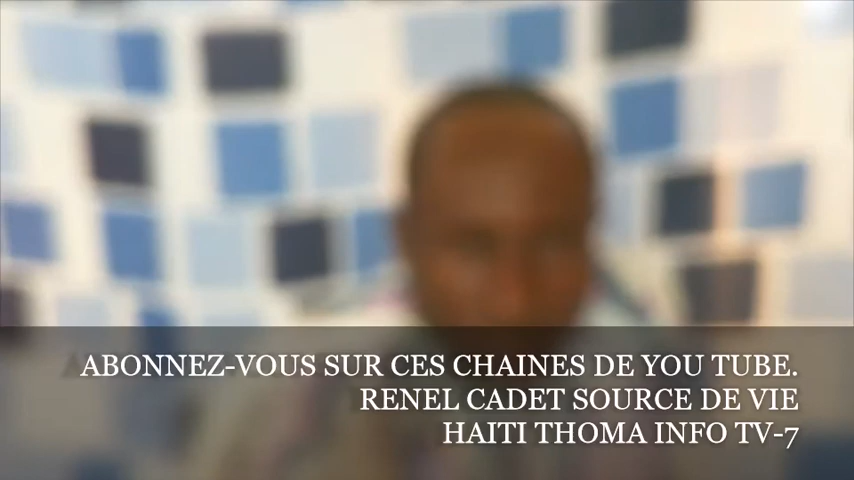 ABONNEZ-VOUS SUR CES CHAINES DE YOU TUBE.
RENEL CADET SOURCE DE VIE
HAITI THOMA INFO TV-7